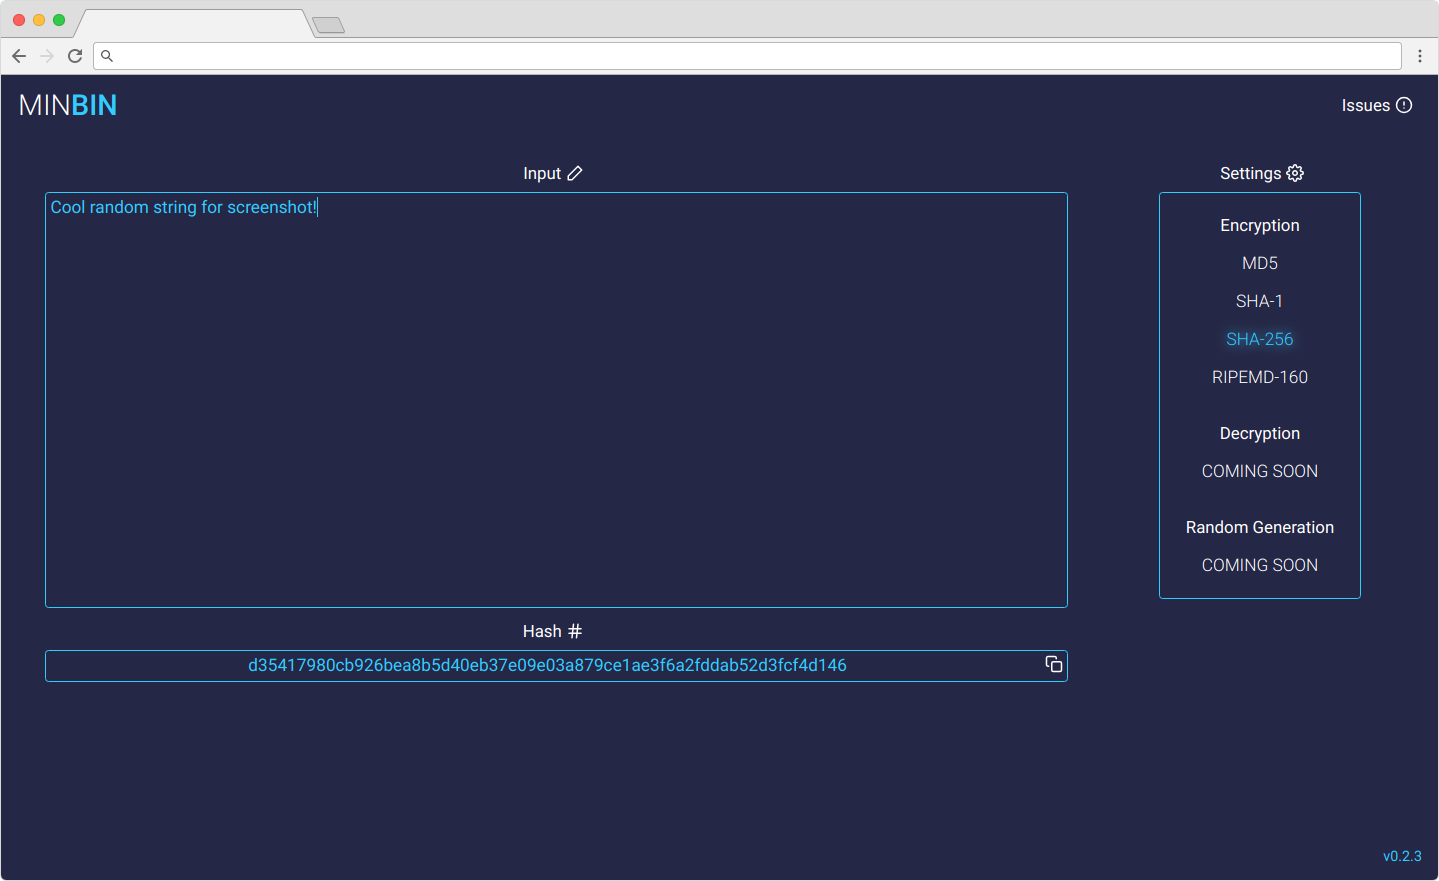 MINBIN
Issues
Input
Cool random string for screenshot!
Hash #
d35417980cb926bea8b5d40eb37e09e03a879ce1ae3f6a2fddab52d3fcf4d146
Settings
Encryption
MD5
SHA-1
SHA-256
RIPEMD-160
Decryption
COMING SOON
Random Generation
COMING SOON
v0.2.3